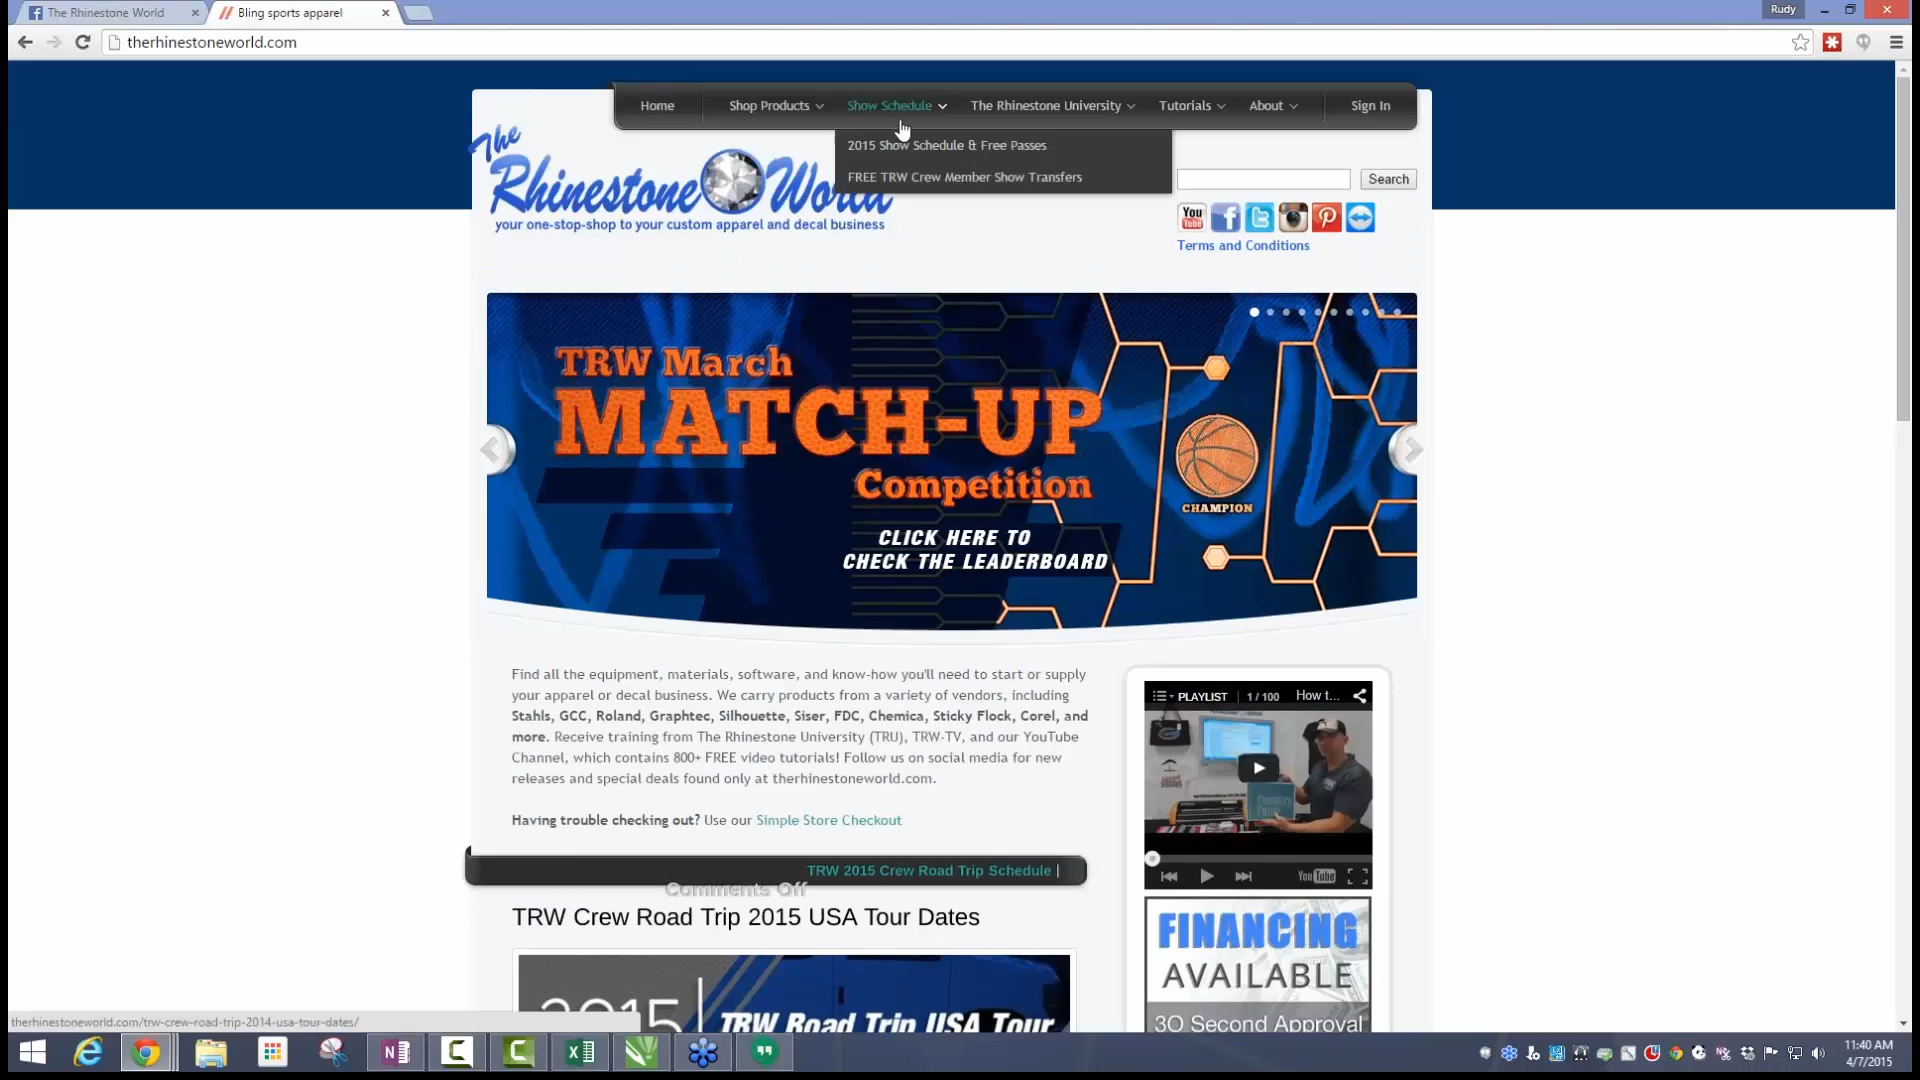 The Rhinestone World
Bling sports apparel
Rudy
therhinestoneworld.com
Home
Shop Products
Show Schedule
The Rhinestone University
Tutorials
About
Sign In
2015 Show Schedule & Free Passes
FREE TRW Crew Member Show Transfers
The
Rhinestone World
your one-stop-shop to your custom apparel and decal business
Search
You Tube
Terms and Conditions
TRW March
MATCH-UP
Competition
CLICK HERE TO
CHECK THE LEADERBOARD
CHAMPION
Find all the equipment, materials, software, and know-how you'll need to start or supply
your apparel or decal business. We carry products from a variety of vendors, including
Stahls, GCC, Roland, Graphtec, Silhouette, Siser, FDC, Chemica, Sticky Flock, Corel, and
more. Receive training from The Rhinestone University (TRU), TRW-TV, and our YouTube
Channel, which contains 800+ FREE video tutorials! Follow us on social media for new
releases and special deals found only at therhinestoneworld.com.
Having trouble checking out? Use our Simple Store Checkout
PLAYLIST 1 / 100 How t...
YouTube
TRW 2015 Crew Road Trip Schedule |
Comments Off
TRW Crew Road Trip 2015 USA Tour Dates
2015 TRW Road Trip USA Tour
FINANCING
AVAILABLE
30 Second Approval
therhinestoneworld.com/trw-crew-road-trip-2014-usa-tour-dates/
11:40 AM
4/7/2015